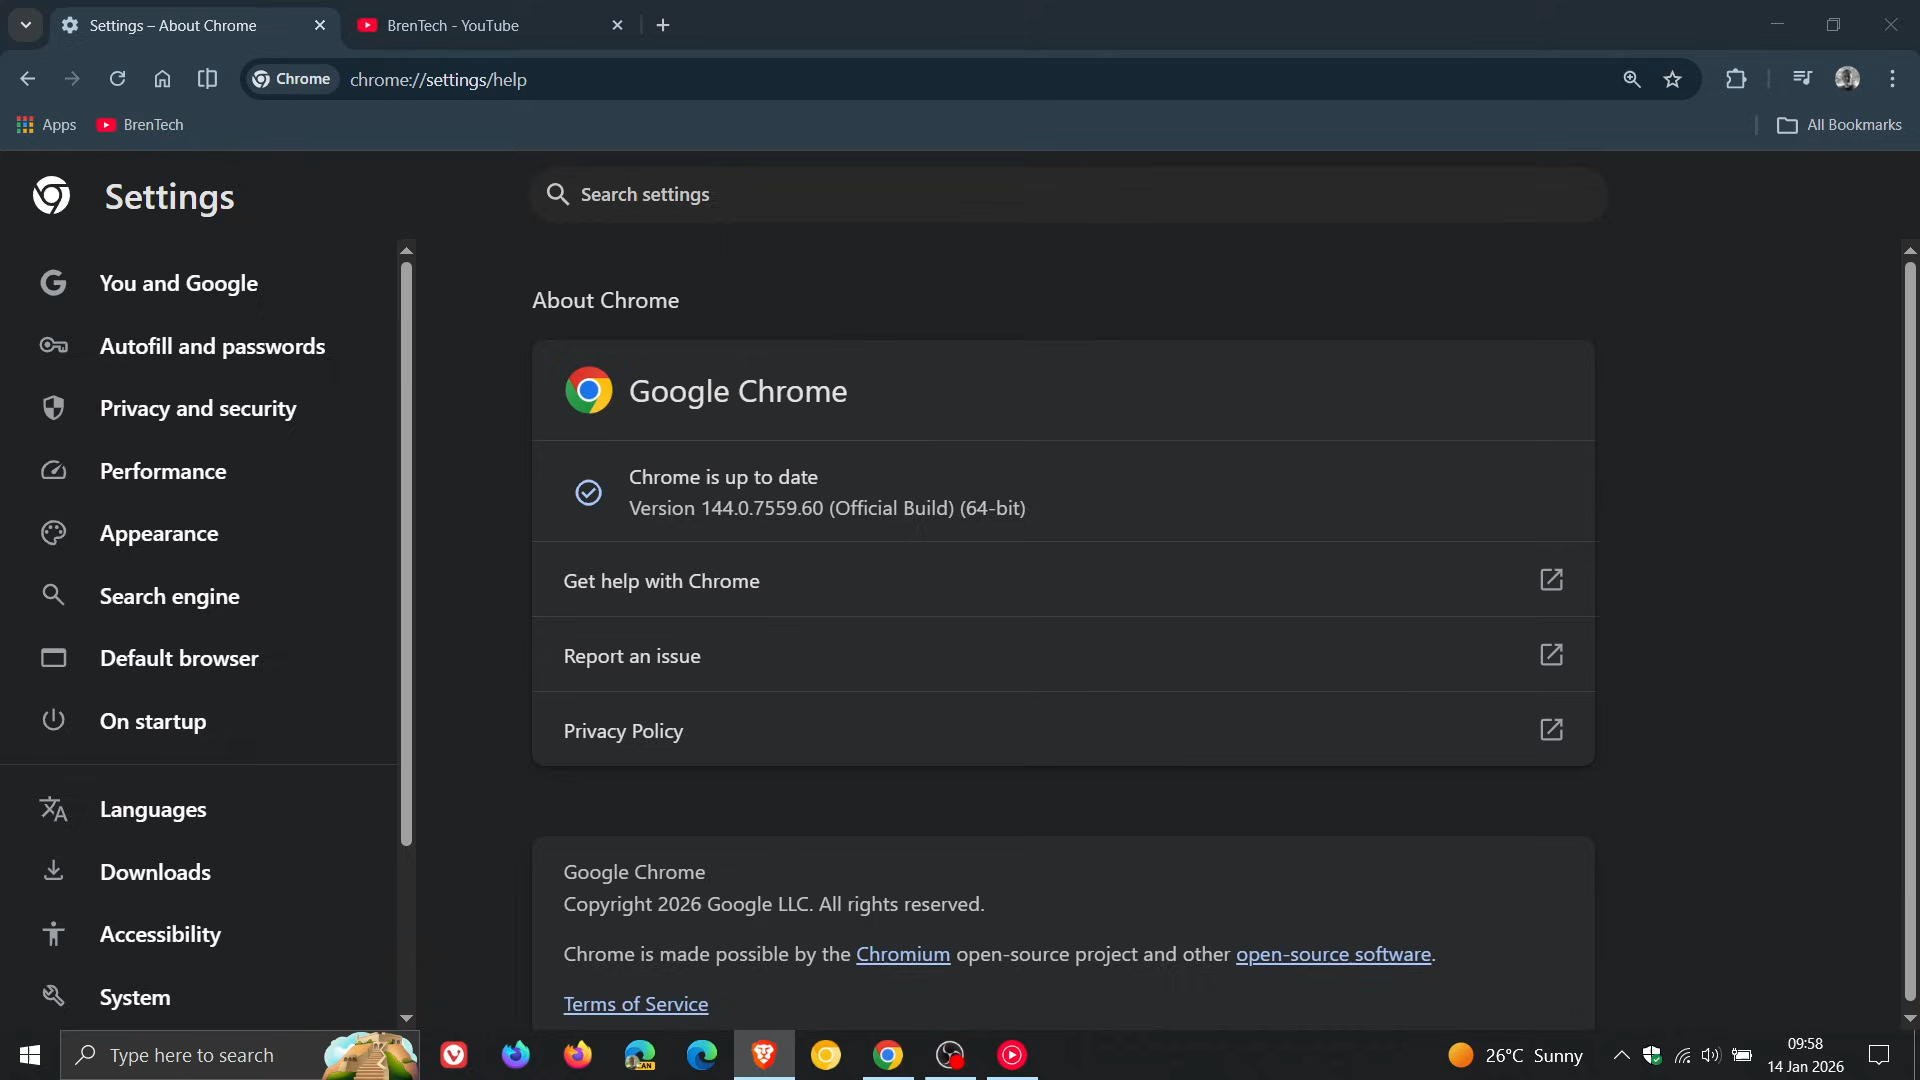 Settings – About Chrome
BrenTech - YouTube
Chrome
chrome://settings/help
Apps
BrenTech
All Bookmarks
Settings
Search settings
You and Google
Autofill and passwords
Privacy and security
Performance
Appearance
Search engine
Default browser
On startup
Languages
Downloads
Accessibility
System
About Chrome
Google Chrome
Chrome is up to date
Version 144.0.7559.60 (Official Build) (64-bit)
Get help with Chrome
Report an issue
Privacy Policy
Google Chrome
Copyright 2026 Google LLC. All rights reserved.
Chrome is made possible by the Chromium open-source project and other open-source software.
Terms of Service
Type here to search
CAN
26°C Sunny
09:58
14 Jan 2026